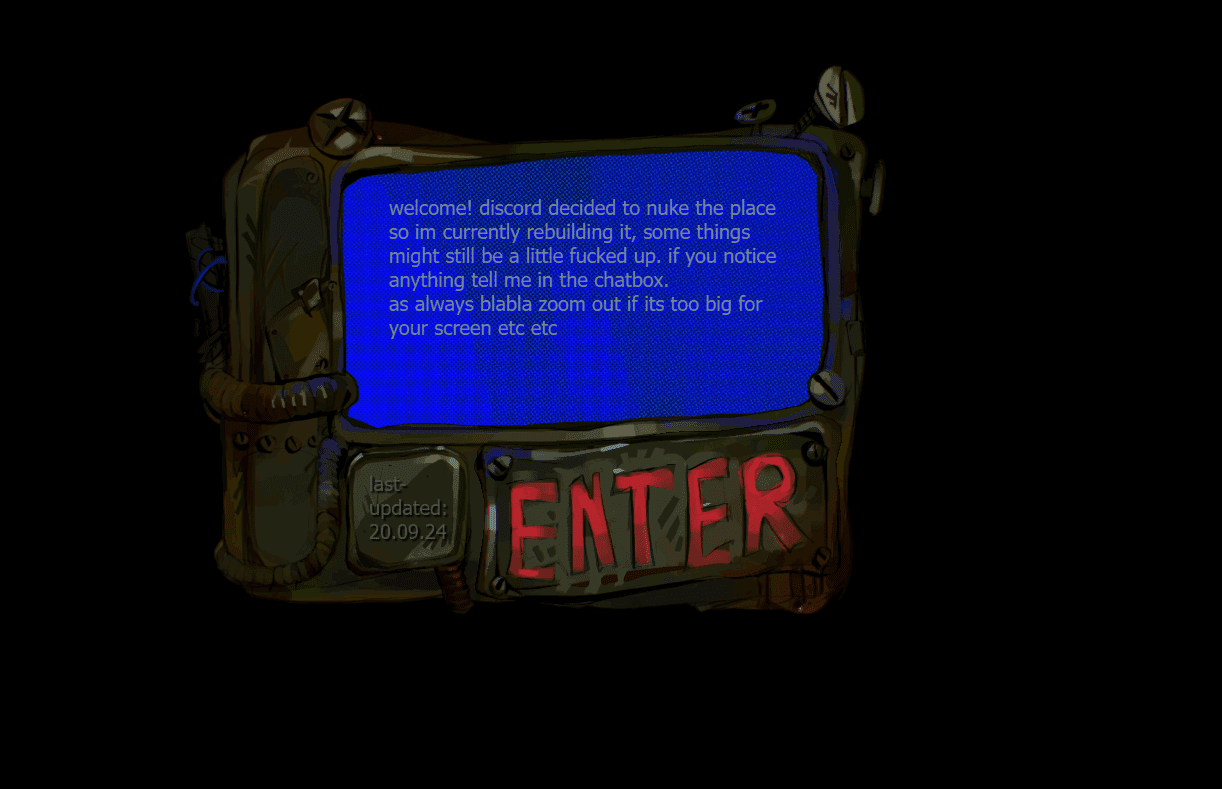 welcome! discord decided to nuke the place
so im currently rebuilding it, some things
might still be a little fucked up. if you notice
anything tell me in the chatbox.
as always blabla zoom out if its too big for
your screen etc etc
last-
updated:
20.09.24
ENTER